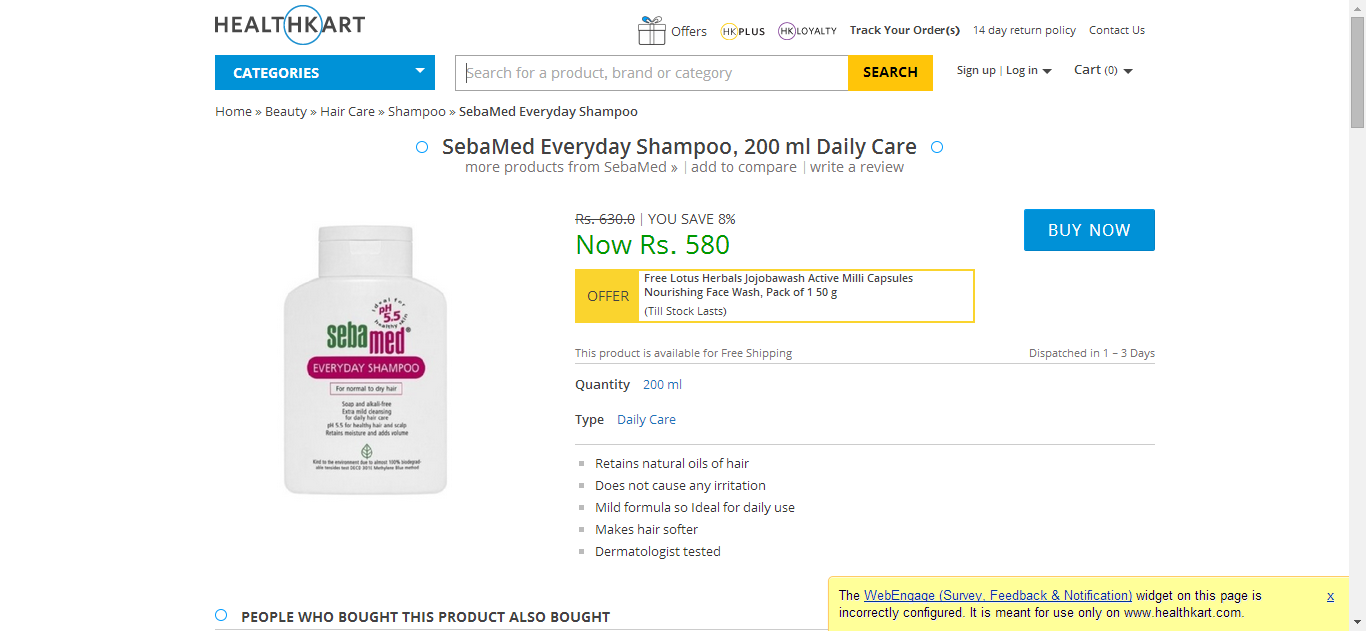 HEALTHKART
Offers HKPLUS HKLOYALTY Track Your Order(s) 14 day return policy Contact Us
CATEGORIES Search for a product, brand or category SEARCH Sign up | Log in Cart (0)
Home » Beauty » Hair Care » Shampoo » SebaMed Everyday Shampoo
SebaMed Everyday Shampoo, 200 ml Daily Care
more products from SebaMed » | add to compare | write a review
Rs. 630.0 | YOU SAVE 8%
Now Rs. 580
BUY NOW
OFFER
Free Lotus Herbals Jojobawash Active Milli Capsules
Nourishing Face Wash, Pack of 1 50 g
(Till Stock Lasts)
This product is available for Free Shipping Dispatched in 1 – 3 Days
Quantity 200 ml
Type Daily Care
Retains natural oils of hair
Does not cause any irritation
Mild formula so Ideal for daily use
Makes hair softer
Dermatologist tested
ideal for
pH
5.5
healthy skin
sebamed®
EVERYDAY SHAMPOO
For normal to dry hair
Soap and alkali-free
Extra mild cleansing
for daily hair care
pH 5.5 for healthy hair and scalp
Retains moisture and adds volume
Kind to the environment due to almost 100% biodegrad-
PEOPLE WHO BOUGHT THIS PRODUCT ALSO BOUGHT
The WebEngage (Survey, Feedback & Notification) widget on this page is x
incorrectly configured. It is meant for use only on www.healthkart.com.